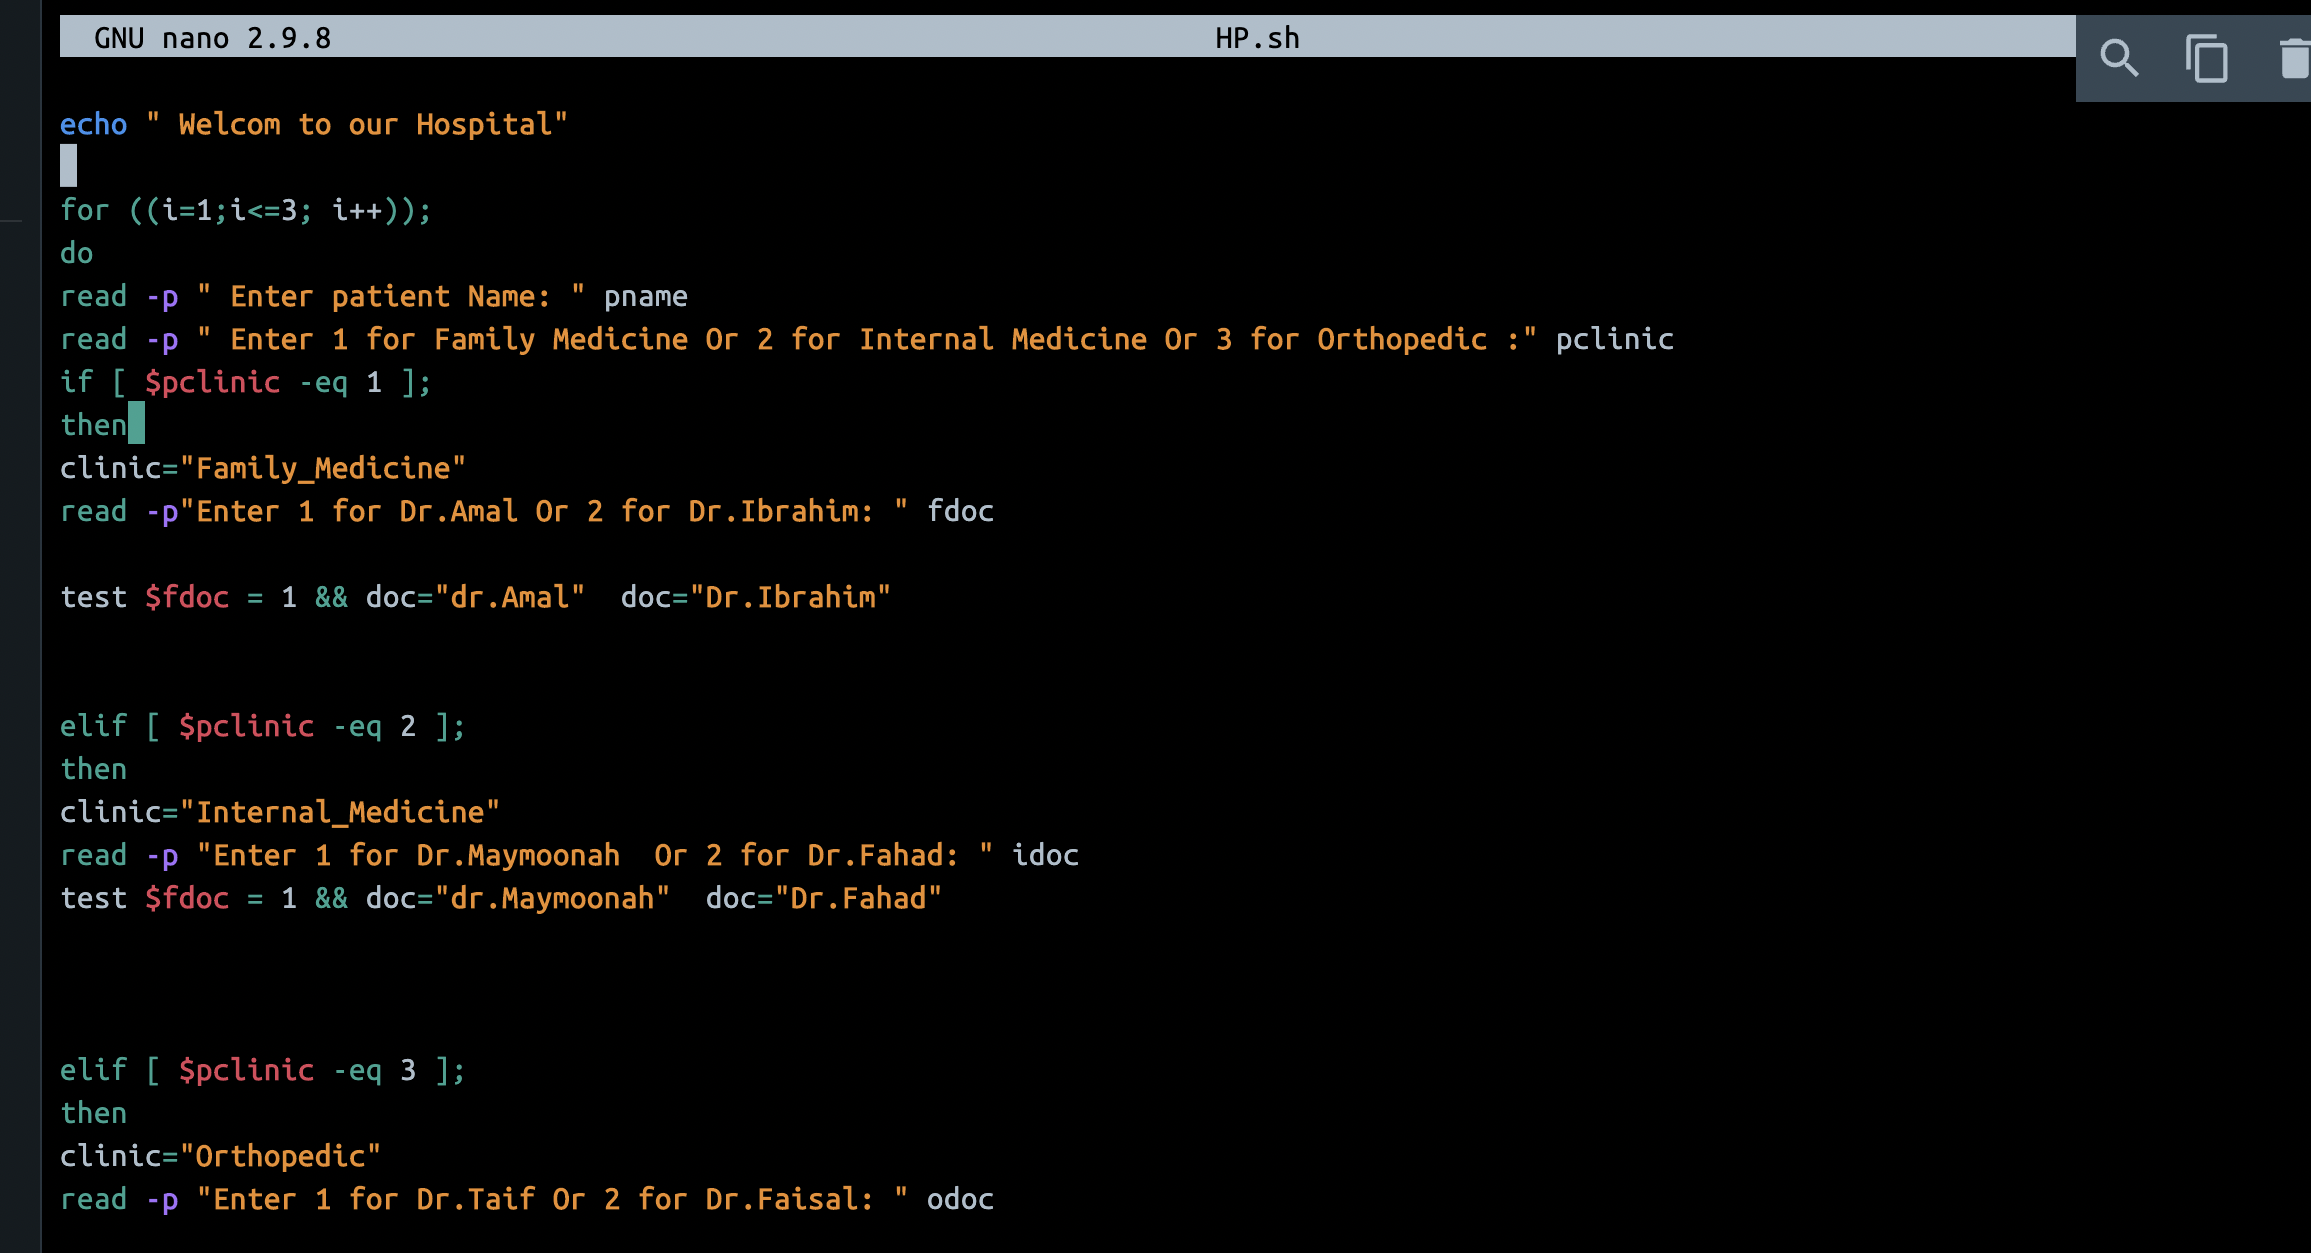 GNU nano 2.9.8 HP.sh
echo " Welcom to our Hospital"
for ((i=1;i<=3; i++));
do
read -p " Enter patient Name: " pname
read -p " Enter 1 for Family Medicine Or 2 for Internal Medicine Or 3 for Orthopedic :" pclinic
if [ $pclinic -eq 1 ];
then
clinic="Family_Medicine"
read -p"Enter 1 for Dr.Amal Or 2 for Dr.Ibrahim: " fdoc
test $fdoc = 1 && doc="dr.Amal"  doc="Dr.Ibrahim"
elif [ $pclinic -eq 2 ];
then
clinic="Internal_Medicine"
read -p "Enter 1 for Dr.Maymoonah  Or 2 for Dr.Fahad: " idoc
test $fdoc = 1 && doc="dr.Maymoonah"  doc="Dr.Fahad"
elif [ $pclinic -eq 3 ];
then
clinic="Orthopedic"
read -p "Enter 1 for Dr.Taif Or 2 for Dr.Faisal: " odoc